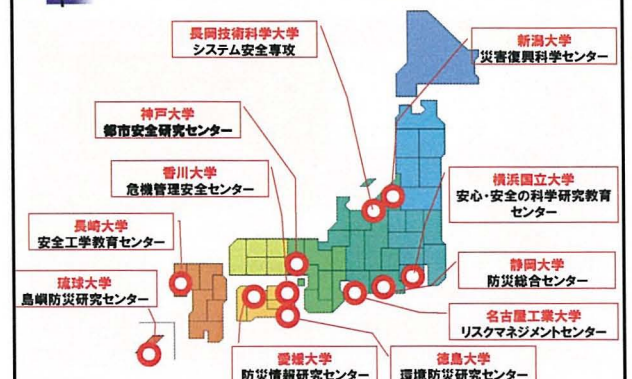 長岡技術科学大学
システム安全専攻
新潟大学
災害復興科学センター
神戸大学
都市安全研究センター
香川大学
危機管理安全センター
横浜国立大学
安心・安全の科学研究教育
センター
長崎大学
安全工学教育センター
静岡大学
防災総合センター
琉球大学
島嶼防災研究センター
名古屋工業大学
リスクマネジメントセンター
愛媛大学
防災情報研究センター
徳島大学
環境防災研究センター